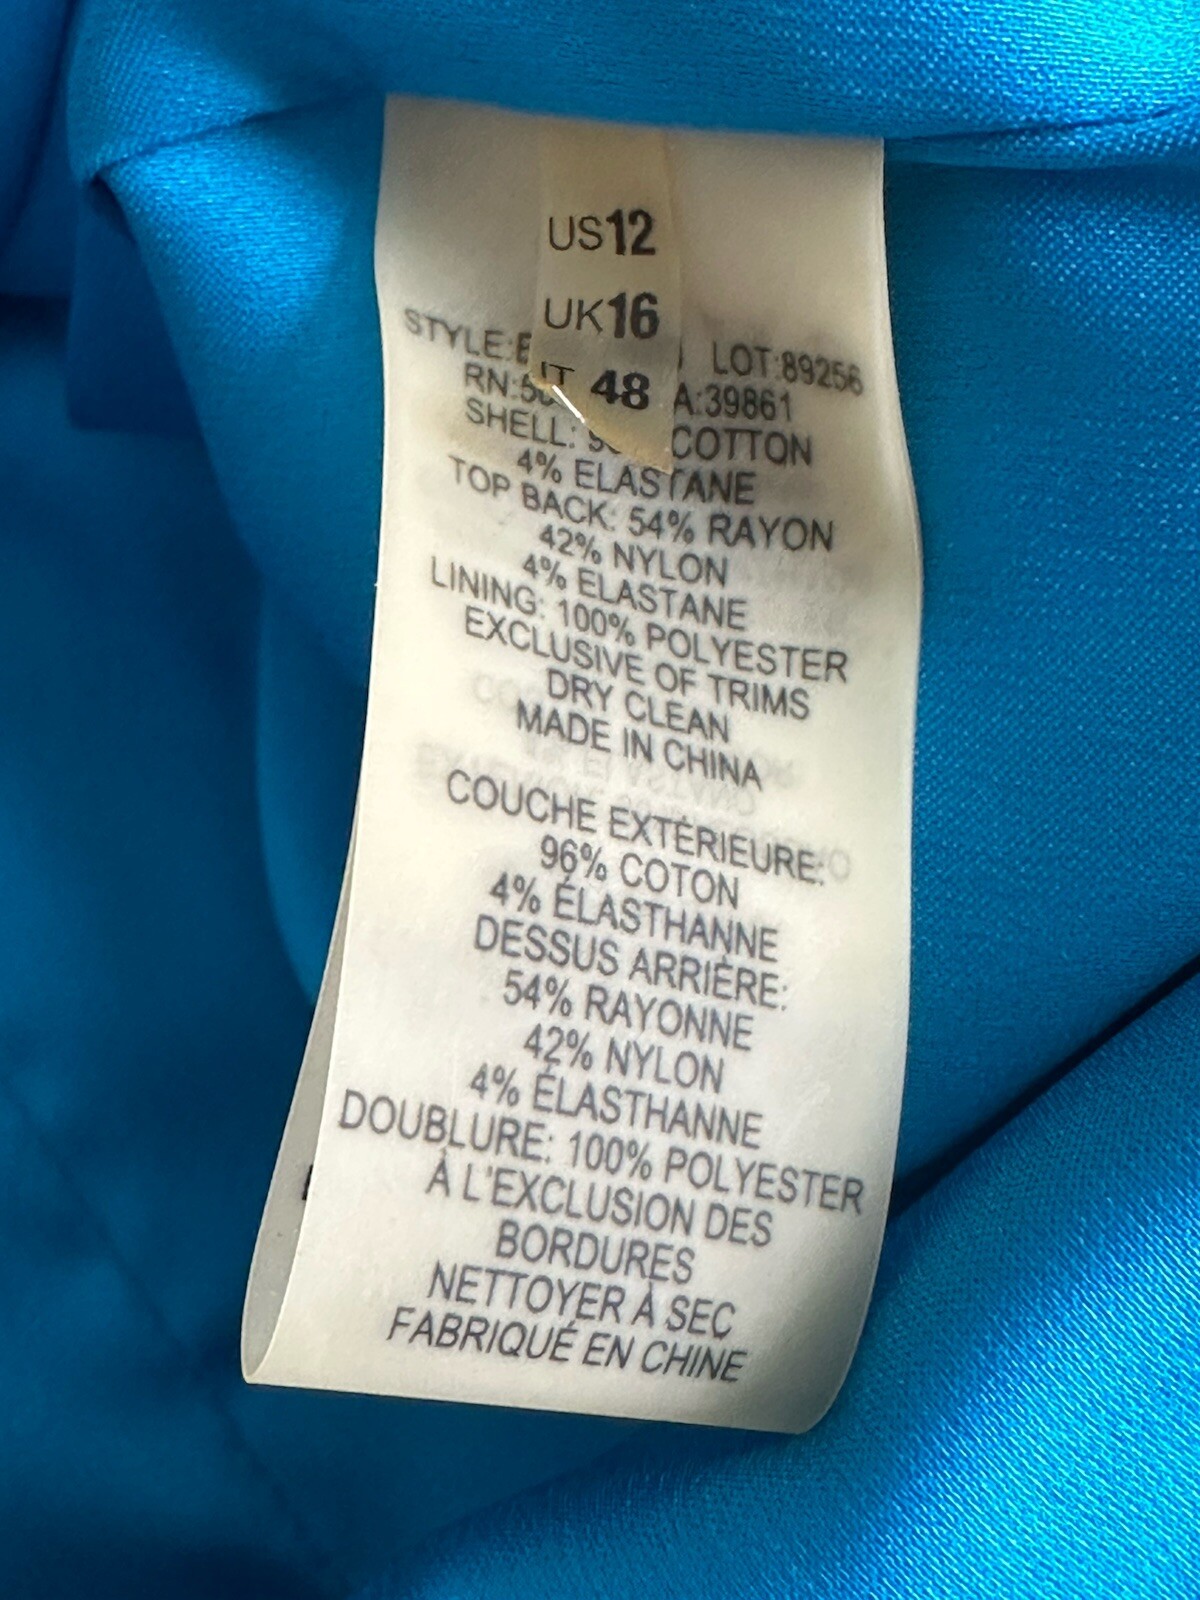 US12
UK16
IT 48
STYLE: LOT:89256
RN: A:39861
SHELL: COTTON
4% ELASTANE
TOP BACK: 54% RAYON
42% NYLON
4% ELASTANE
LINING: 100% POLYESTER
EXCLUSIVE OF TRIMS
DRY CLEAN
MADE IN CHINA
COUCHE EXTÉRIEURE:
96% COTON
4% ÉLASTHANNE
DESSUS ARRIÈRE:
54% RAYONNE
42% NYLON
4% ÉLASTHANNE
DOUBLURE: 100% POLYESTER
À L'EXCLUSION DES
BORDURES
NETTOYER À SEC
FABRIQUÉ EN CHINE